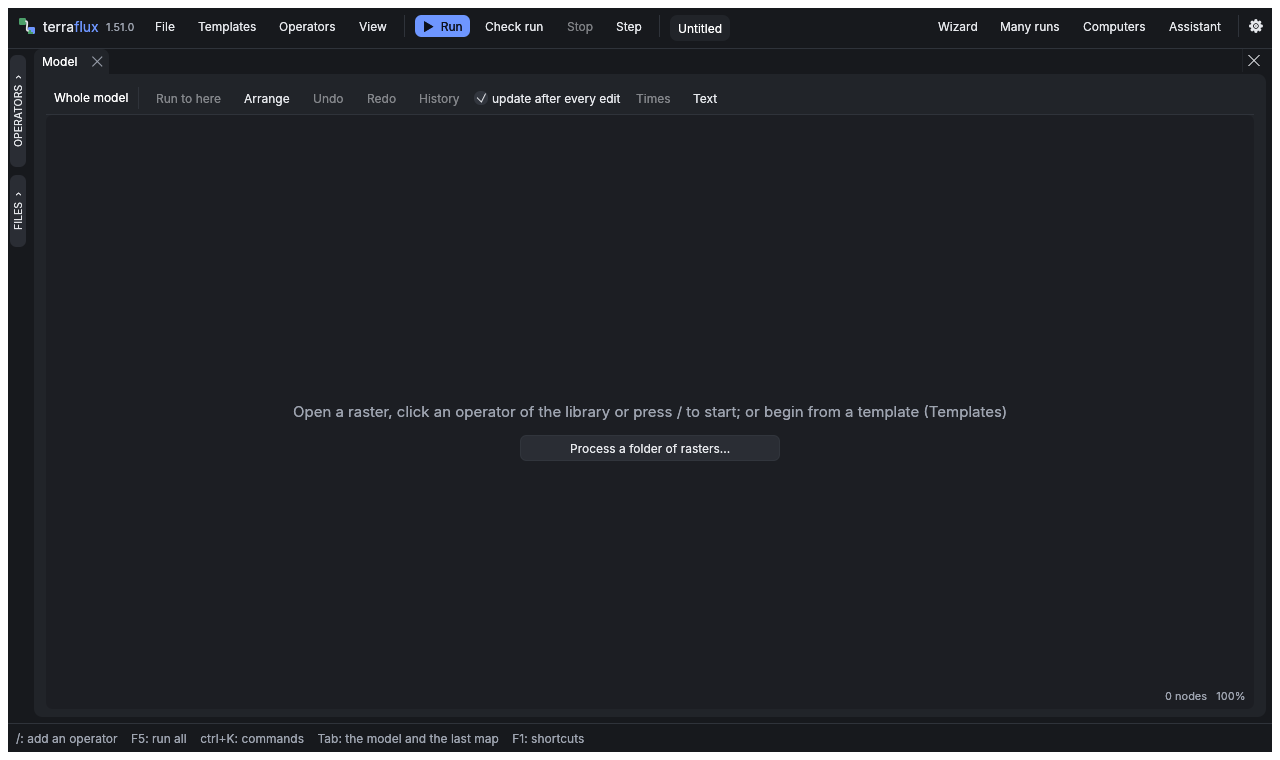 terraflux 1.51.0 File Templates Operators View Run Check run Stop Step Untitled Wizard Many runs Computers Assistant
Model
OPERATORS
FILES
Whole model Run to here Arrange Undo Redo History update after every edit Times Text
Open a raster, click an operator of the library or press / to start; or begin from a template (Templates)
Process a folder of rasters...
0 nodes 100%
/: add an operator F5: run all ctrl+K: commands Tab: the model and the last map F1: shortcuts